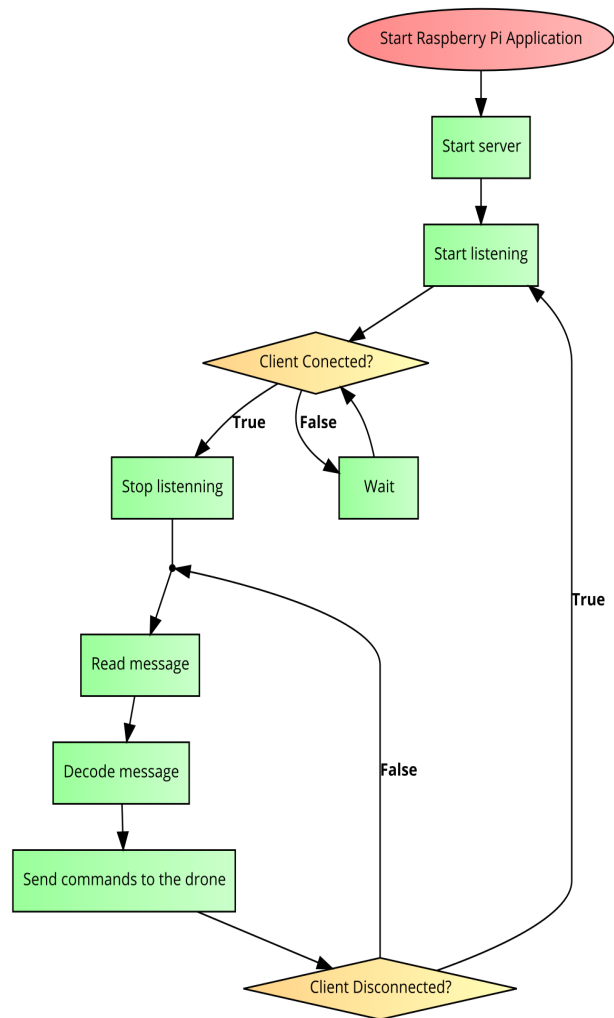 Start Raspberry Pi Application
Start server
Start listening
Client Conected?
True
False
Stop listenning
Wait
Read message
True
Decode message
False
Send commands to the drone
Client Disconnected?